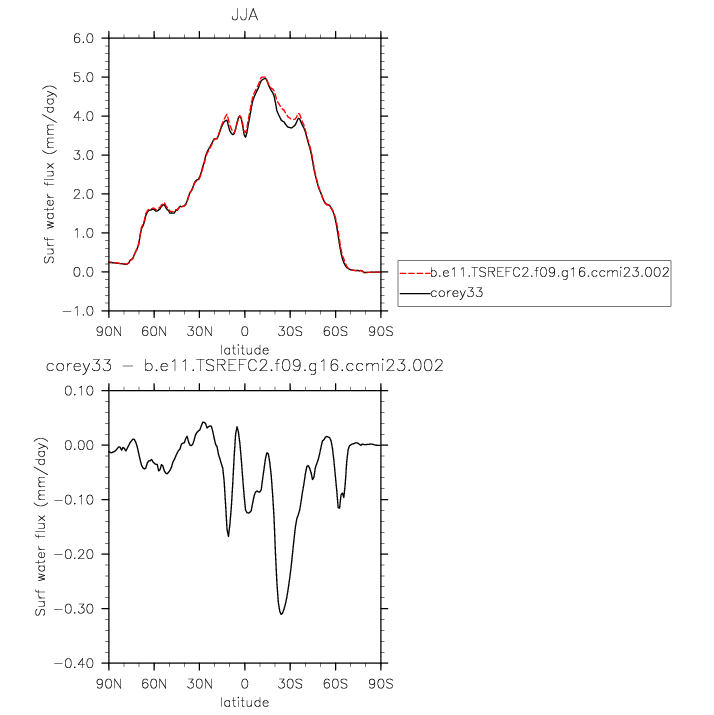 JJA
6.0
5.0
4.0
3.0
2.0
1.0
0.0
−1.0
Surf water flux (mm/day)
90N 60N 30N 0 30S 60S 90S
latitude
b.e11.TSREFC2.f09.g16.ccmi23.002
corey33
corey33 − b.e11.TSREFC2.f09.g16.ccmi23.002
0.10
0.00
−0.10
−0.20
−0.30
−0.40
Surf water flux (mm/day)
90N 60N 30N 0 30S 60S 90S
latitude